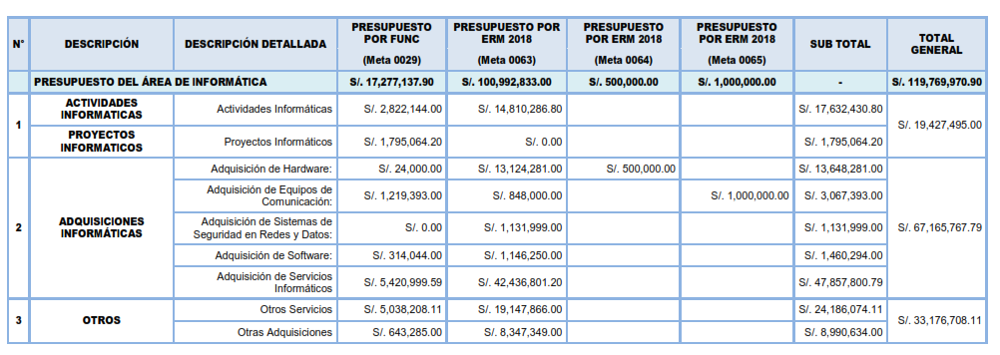 N° DESCRIPCIÓN DESCRIPCIÓN DETALLADA PRESUPUESTO POR FUNC (Meta 0029) PRESUPUESTO POR ERM 2018 (Meta 0063) PRESUPUESTO POR ERM 2018 (Meta 0064) PRESUPUESTO POR ERM 2018 (Meta 0065) SUB TOTAL TOTAL GENERAL
PRESUPUESTO DEL ÁREA DE INFORMÁTICA S/. 17,277,137.90 S/. 100,992,833.00 S/. 500,000.00 S/. 1,000,000.00 - S/. 119,769,970.90
1 ACTIVIDADES INFORMATICAS Actividades Informáticas S/. 2,822,144.00 S/. 14,810,286.80 S/. 17,632,430.80 S/. 19,427,495.00
PROYECTOS INFORMATICOS Proyectos Informáticos S/. 1,795,064.20 S/. 0.00 S/. 1,795,064.20
2 ADQUISICIONES INFORMÁTICAS Adquisición de Hardware: S/. 24,000.00 S/. 13,124,281.00 S/. 500,000.00 S/. 13,648,281.00 S/. 67,165,767.79
Adquisición de Equipos de Comunicación: S/. 1,219,393.00 S/. 848,000.00 S/. 1,000,000.00 S/. 3,067,393.00
Adquisición de Sistemas de Seguridad en Redes y Datos: S/. 0.00 S/. 1,131,999.00 S/. 1,131,999.00
Adquisición de Software: S/. 314,044.00 S/. 1,146,250.00 S/. 1,460,294.00
Adquisición de Servicios Informáticos S/. 5,420,999.59 S/. 42,436,801.20 S/. 47,857,800.79
3 OTROS Otros Servicios S/. 5,038,208.11 S/. 19,147,866.00 S/. 24,186,074.11 S/. 33,176,708.11
Otras Adquisiciones S/. 643,285.00 S/. 8,347,349.00 S/. 8,990,634.00